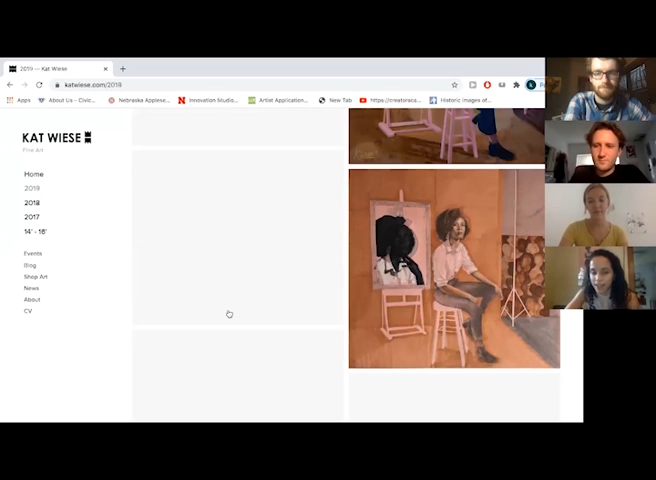 2019 — Kat Wiese
katwiese.com/2019
Apps
About Us - Civic...
Nebraska Applese...
Innovation Studio...
Artist Application...
New Tab
https://creatoraca...
Historic Images of...
KAT WIESE
Fine Art
Home
2019
2018
2017
14' - 16'
Events
Blog
Shop Art
News
About
CV